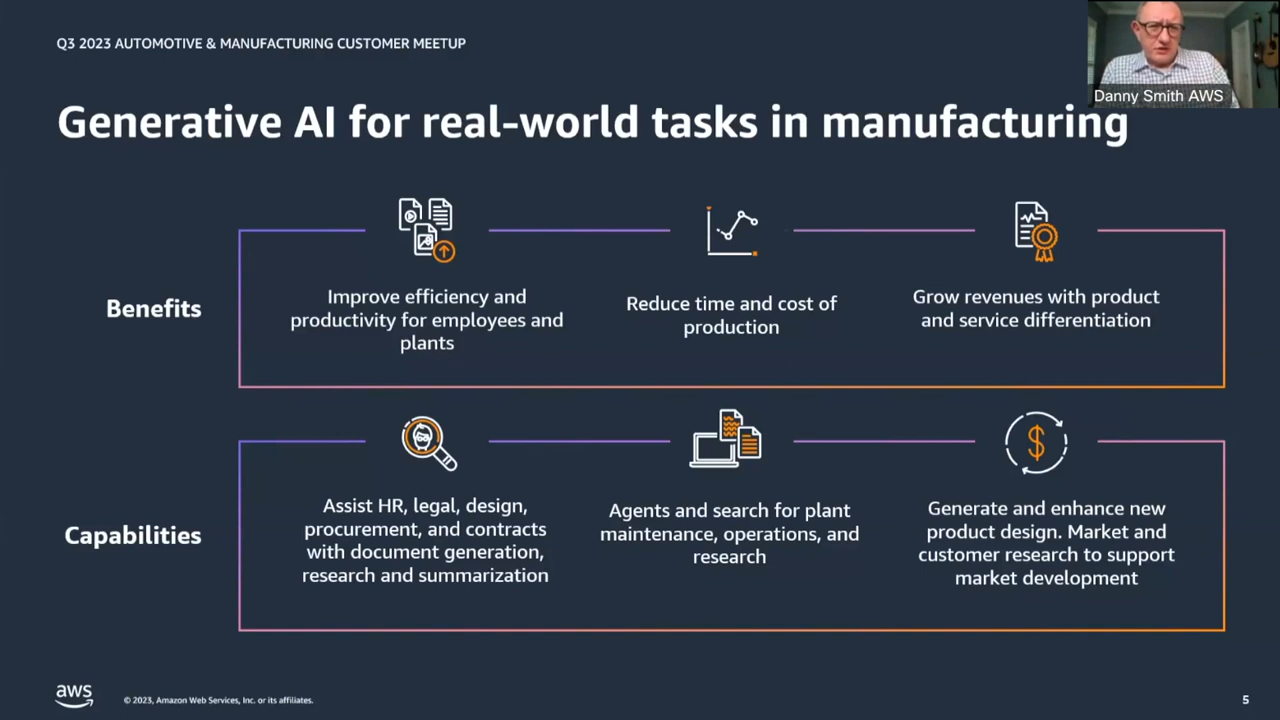 Q3 2023 AUTOMOTIVE & MANUFACTURING CUSTOMER MEETUP
Danny Smith AWS
Generative AI for real-world tasks in manufacturing
Benefits
Improve efficiency and
productivity for employees and
plants
Reduce time and cost of
production
Grow revenues with product
and service differentiation
Capabilities
Assist HR, legal, design,
procurement, and contracts
with document generation,
research and summarization
Agents and search for plant
maintenance, operations, and
research
$
Generate and enhance new
product design. Market and
customer research to support
market development
aws
© 2023, Amazon Web Services, Inc. or its affiliates.
5